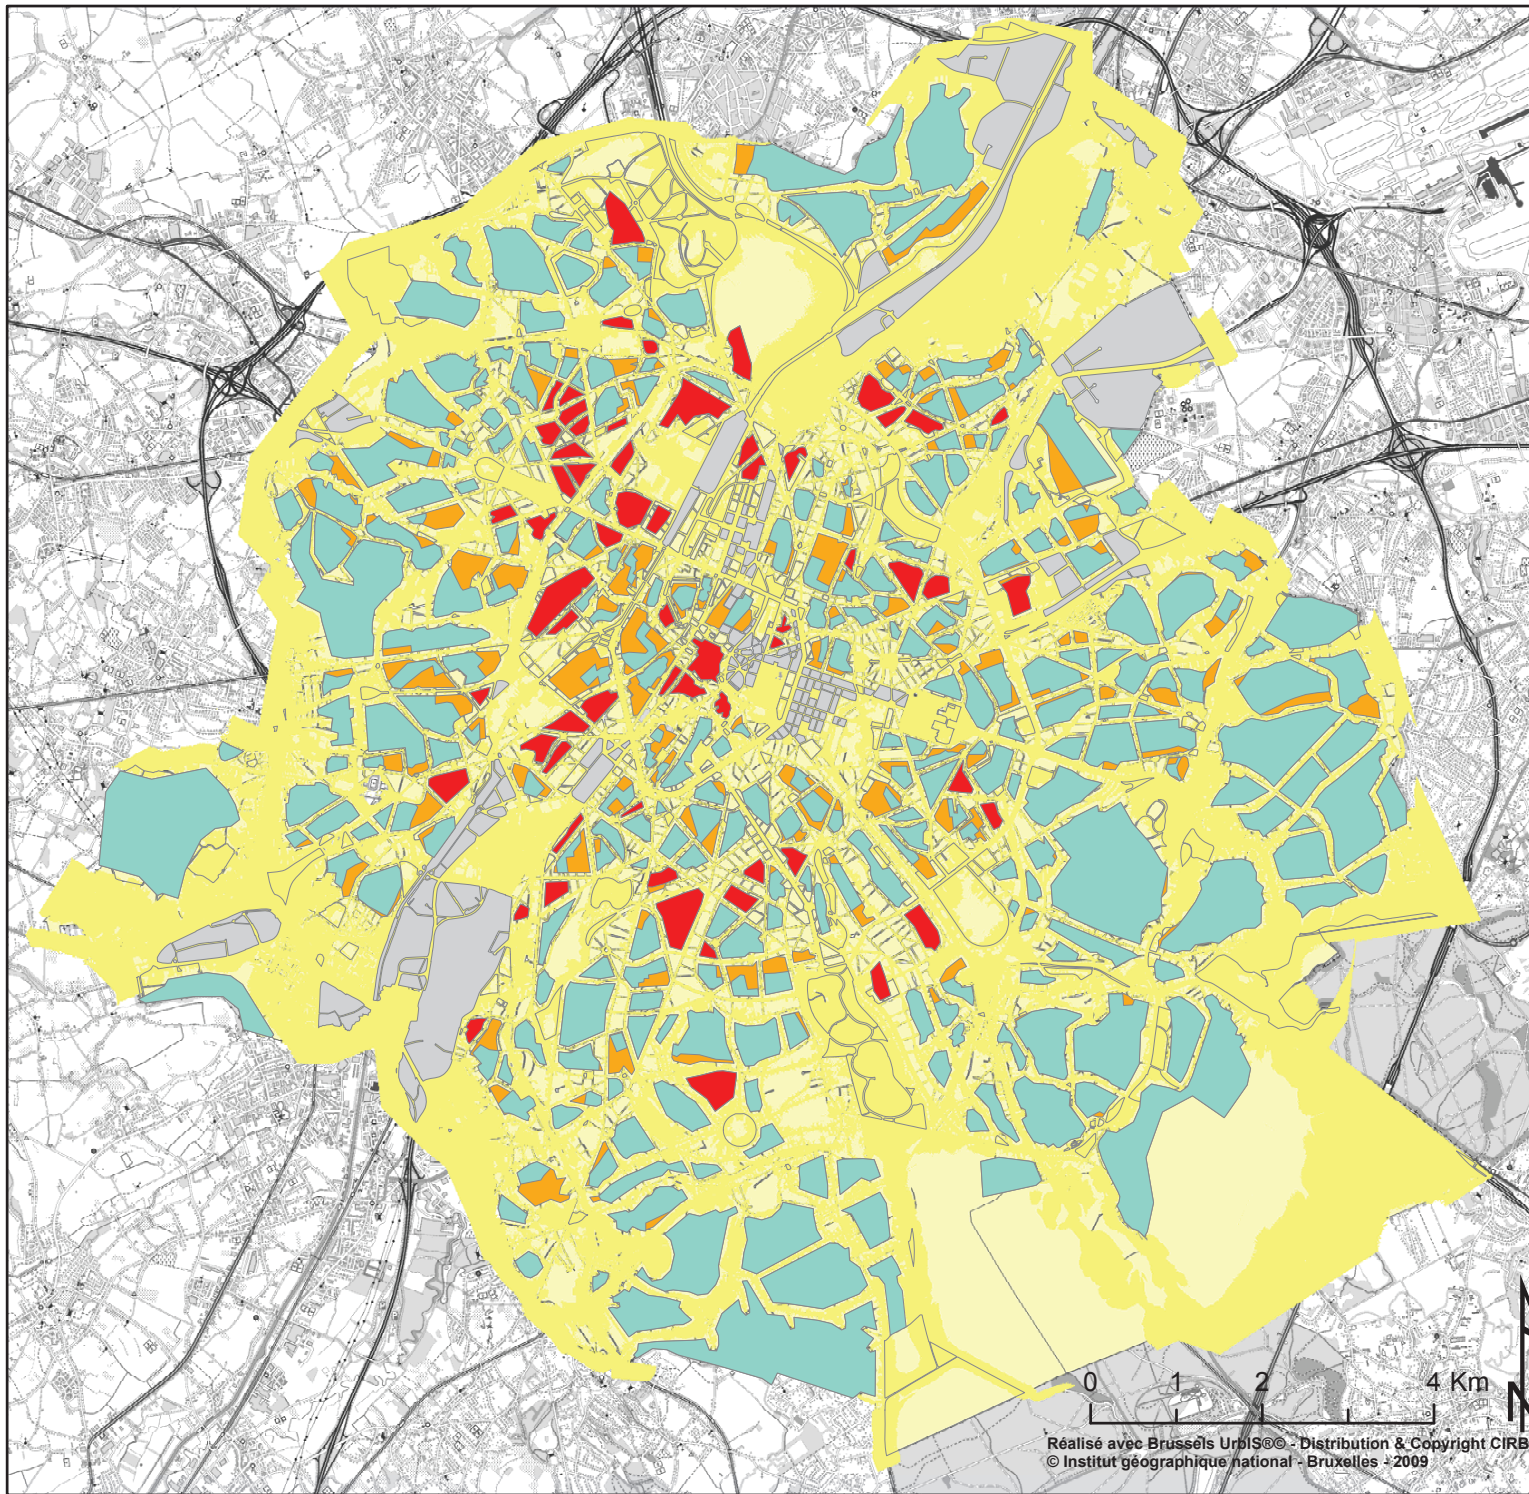 0 1 2 4 Km
N
Réalisé avec Brussels UrbIS®© - Distribution & Copyright CIRB
© Institut géographique national - Bruxelles - 2009